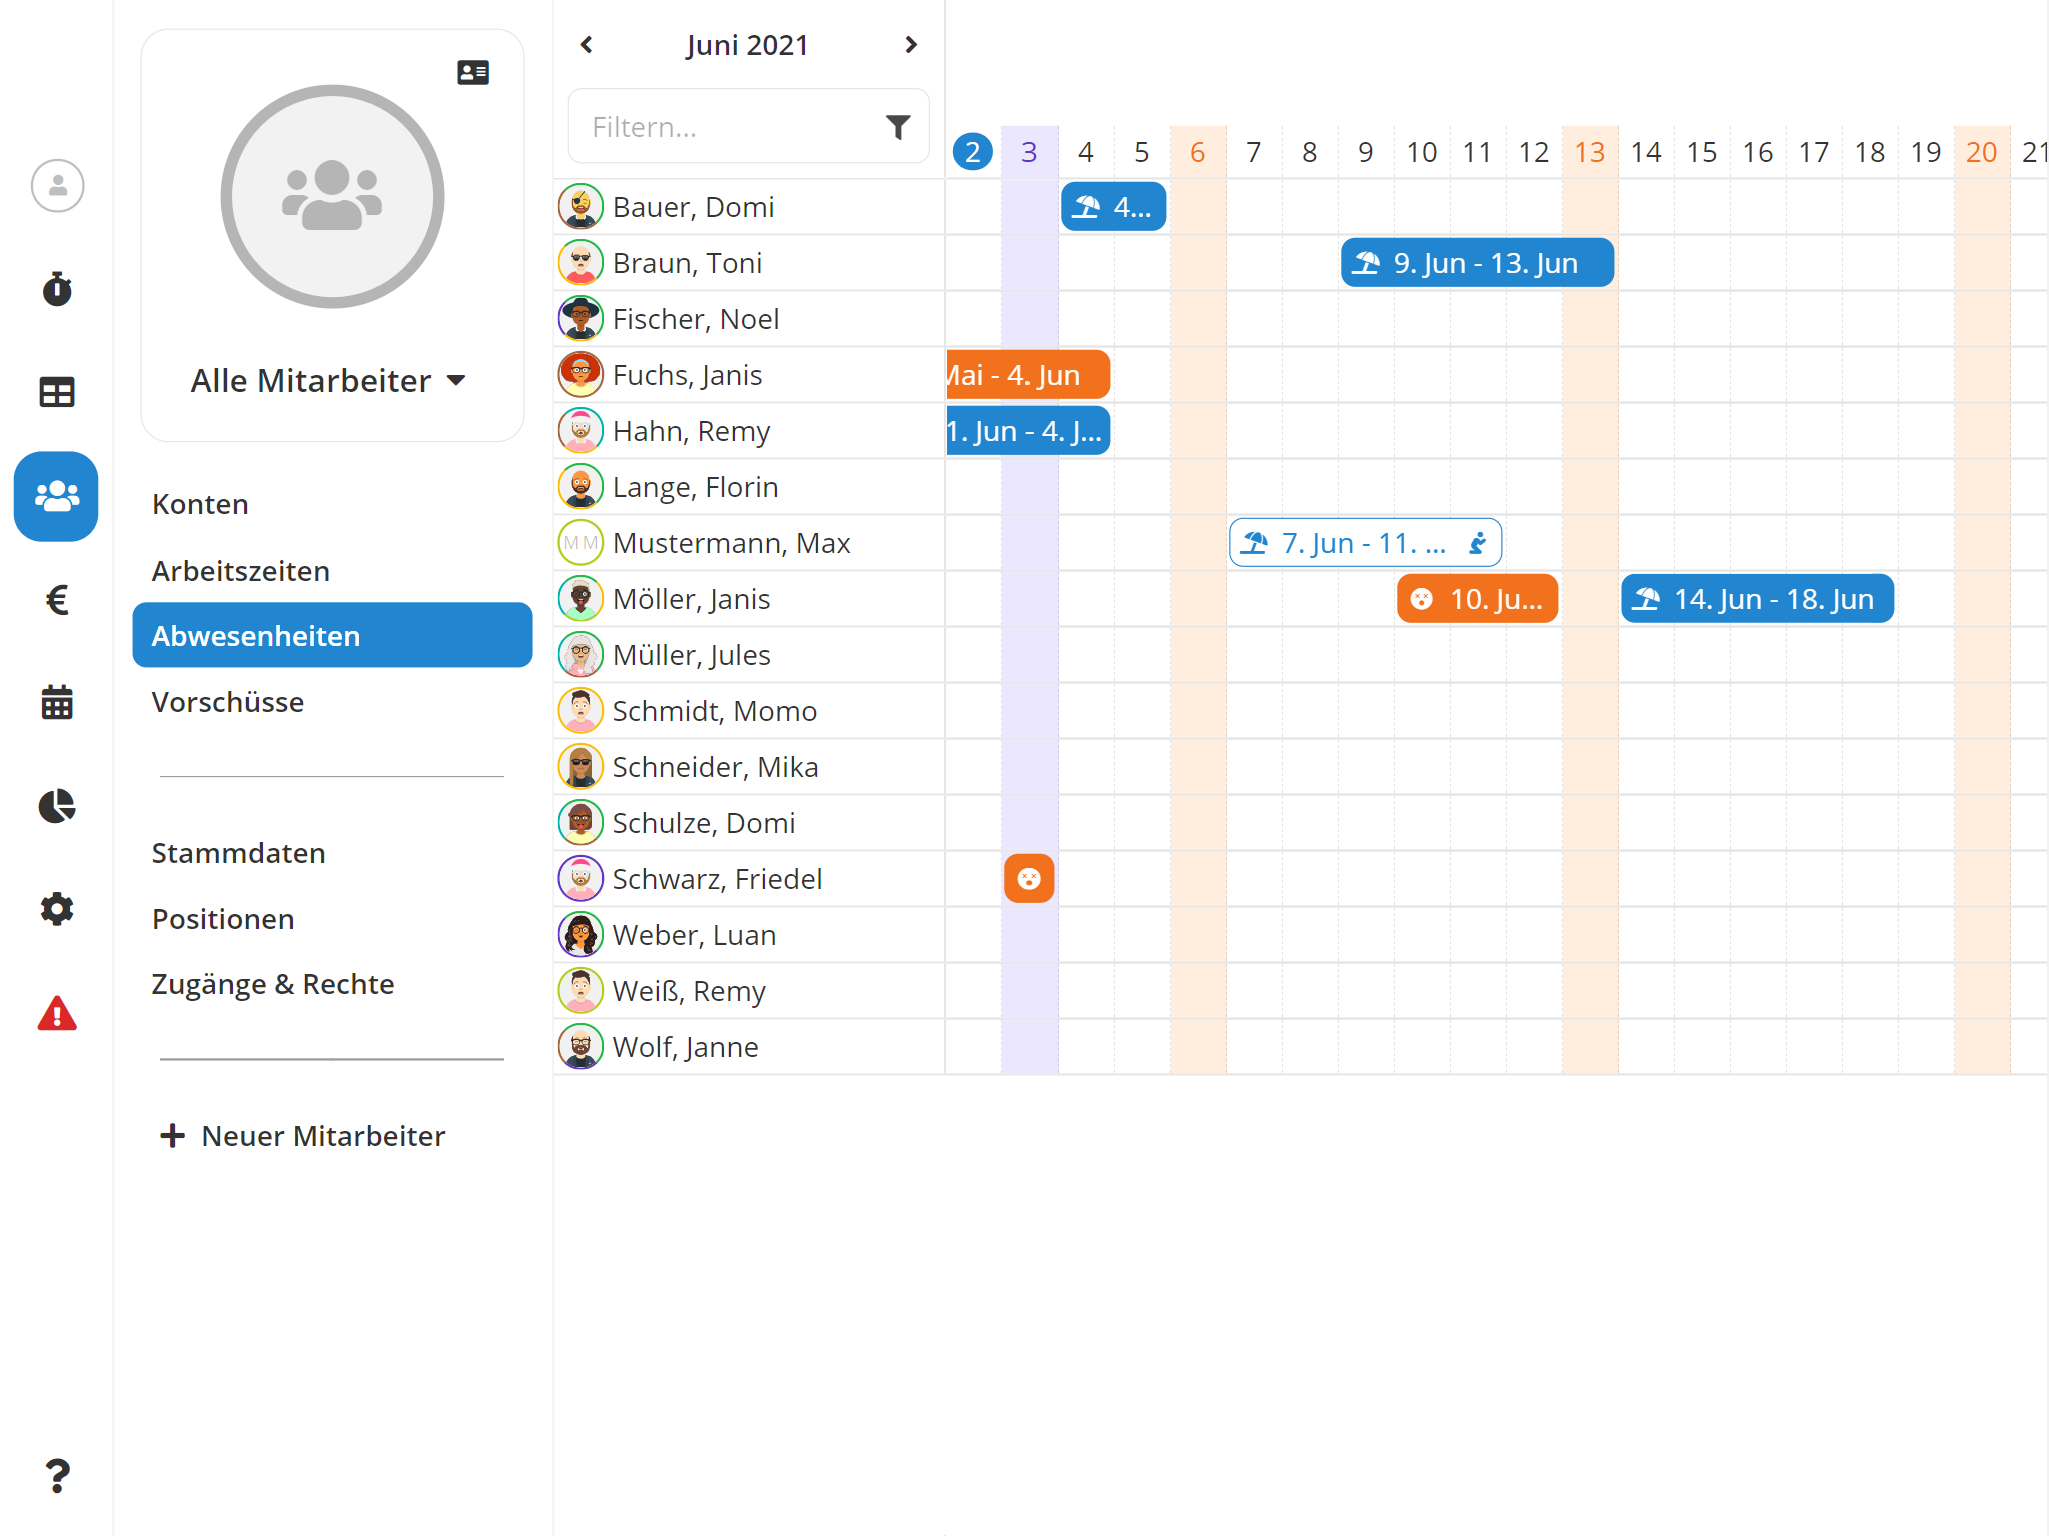 Alle Mitarbeiter
Konten
Arbeitszeiten
Abwesenheiten
Vorschüsse
Stammdaten
Positionen
Zugänge & Rechte
Neuer Mitarbeiter
Juni 2021
Filtern...
2 3 4 5 6 7 8 9 10 11 12 13 14 15 16 17 18 19 20 21
Bauer, Domi 4...
Braun, Toni 9. Jun - 13. Jun
Fischer, Noel
Fuchs, Janis Mai - 4. Jun
Hahn, Remy 1. Jun - 4. J...
Lange, Florin
M M Mustermann, Max 7. Jun - 11. ...
Möller, Janis 10. Ju... 14. Jun - 18. Jun
Müller, Jules
Schmidt, Momo
Schneider, Mika
Schulze, Domi
Schwarz, Friedel
Weber, Luan
Weiß, Remy
Wolf, Janne